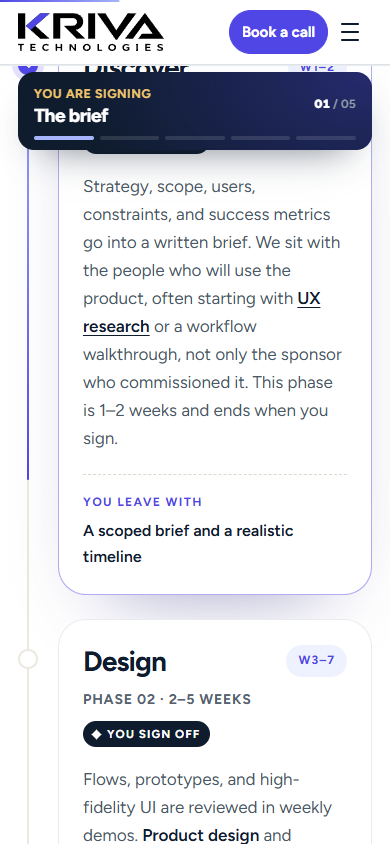 KRIVA
TECHNOLOGIES
Book a call
Discover
W1–2
YOU ARE SIGNING
The brief
01 / 05
Strategy, scope, users,
constraints, and success metrics
go into a written brief. We sit with
the people who will use the
product, often starting with UX
research or a workflow
walkthrough, not only the sponsor
who commissioned it. This phase
is 1–2 weeks and ends when you
sign.
YOU LEAVE WITH
A scoped brief and a realistic
timeline
Design
W3–7
PHASE 02 · 2–5 WEEKS
◆ YOU SIGN OFF
Flows, prototypes, and high-
fidelity UI are reviewed in weekly
demos. Product design and